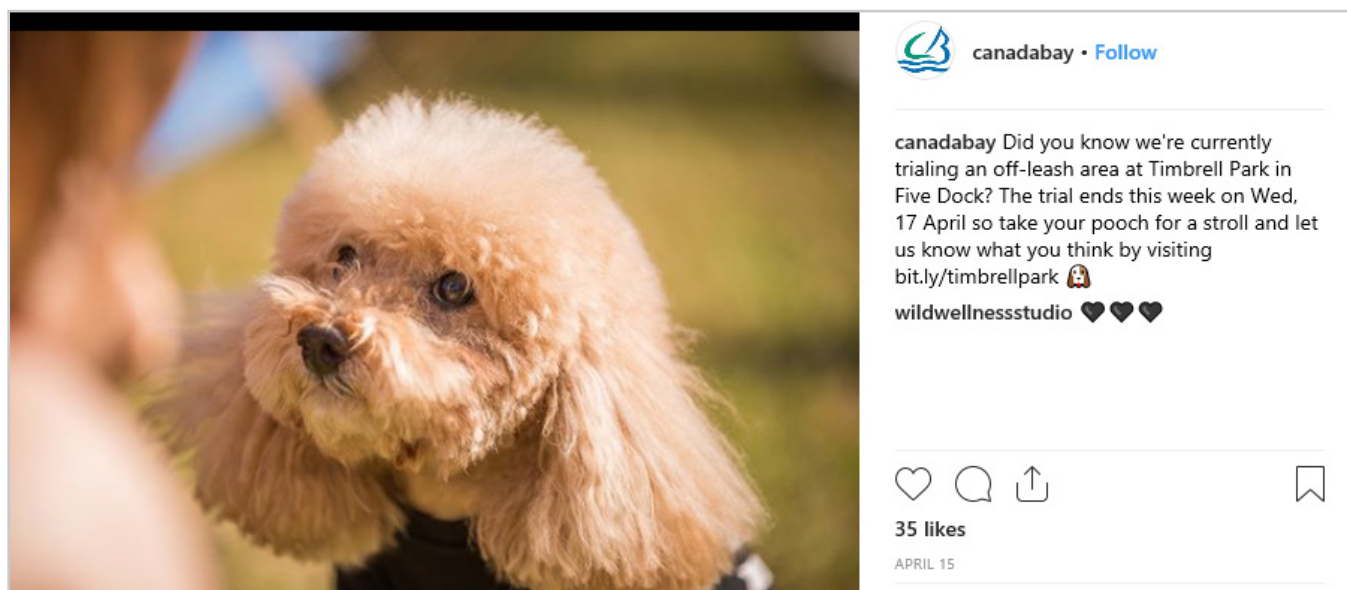 canadabay • Follow
canadabay Did you know we're currently
trialing an off-leash area at Timbrell Park in
Five Dock? The trial ends this week on Wed,
17 April so take your pooch for a stroll and let
us know what you think by visiting
bit.ly/timbrellpark
wildwellnessstudio 🖤🖤🖤
35 likes
APRIL 15